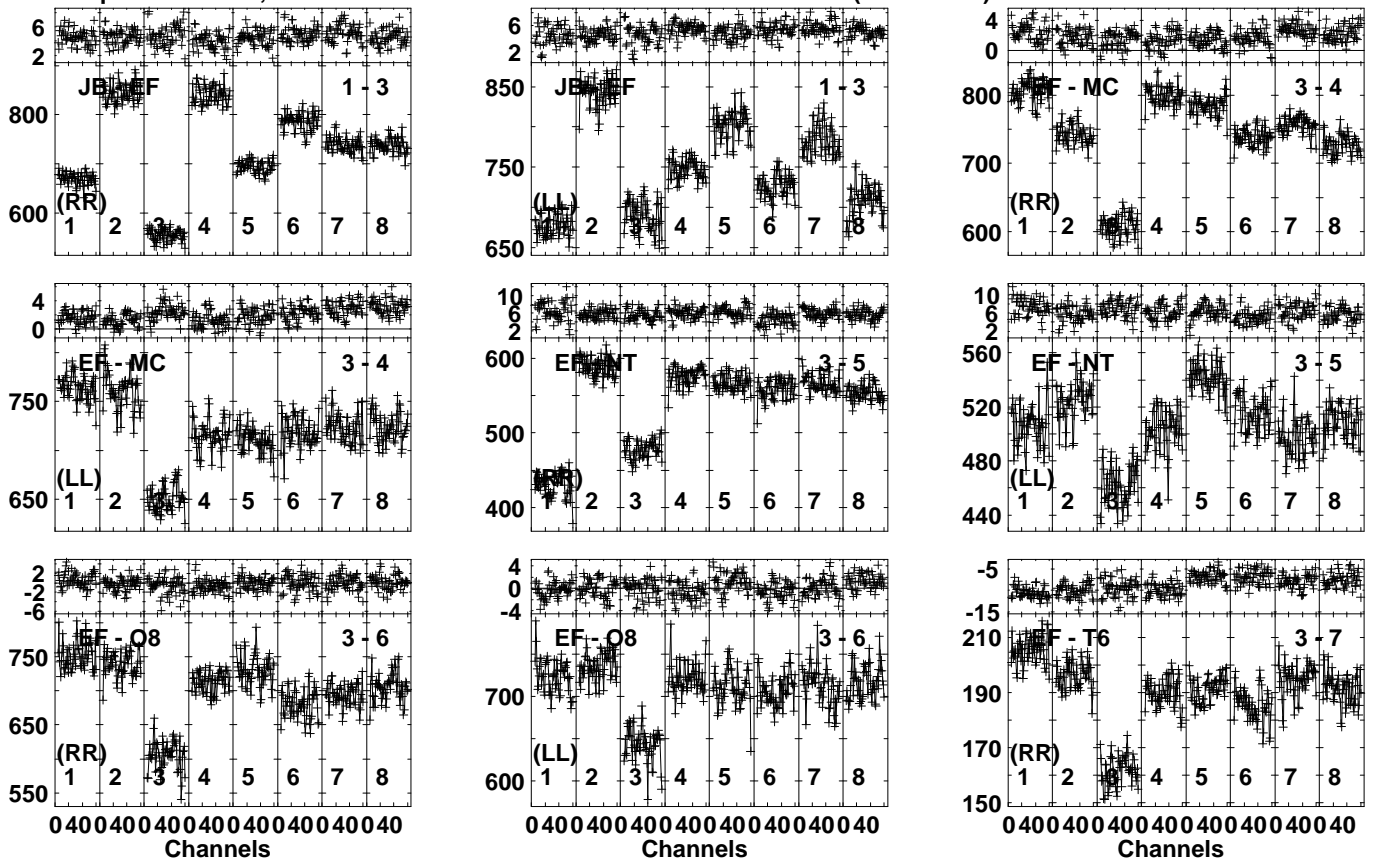 6 2 JB - EF 1 - 3 800 600 (RR) 1 2 3 4 5 6 7 8
6 2 JB - EF 1 - 3 850 750 650 (LL) 1 2 3 4 5 6 7 8
4 0 EF - MC 3 - 4 800 700 600 (RR) 1 2 3 4 5 6 7 8
4 0 EF - MC 3 - 4 750 650 (LL) 1 2 3 4 5 6 7 8
10 6 2 EF - NT 3 - 5 600 500 400 (RR) 1 2 3 4 5 6 7 8
10 6 2 EF - NT 3 - 5 560 520 480 440 (LL) 1 2 3 4 5 6 7 8
2 -2 -6 EF - O8 3 - 6 750 650 550 (RR) 1 2 3 4 5 6 7 8
4 0 -4 EF - O8 3 - 6 700 600 (LL) 1 2 3 4 5 6 7 8
-5 -15 EF - T6 3 - 7 210 190 170 150 (RR) 1 2 3 4 5 6 7 8
0 40 0 40 0 40 0 40 0 40 0 40 0 40 0 40
0 40 0 40 0 40 0 40 0 40 0 40 0 40 0 40
0 40 0 40 0 40 0 40 0 40 0 40 0 40 0 40
Channels Channels Channels